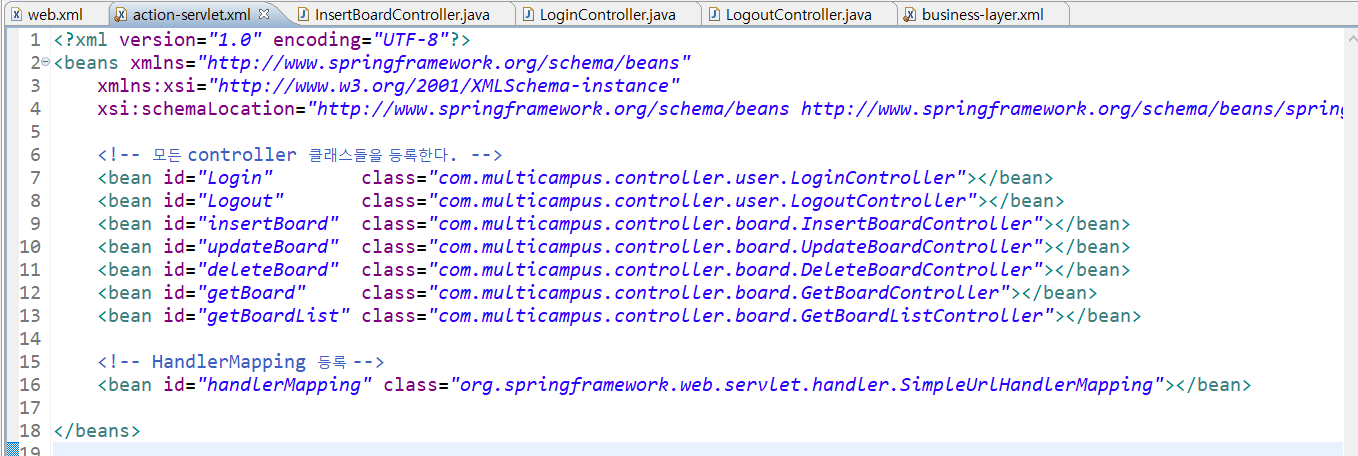 web.xml action-servlet.xml InsertBoardController.java LoginController.java LogoutController.java business-layer.xml
1 <?xml version="1.0" encoding="UTF-8"?>
2 <beans xmlns="http://www.springframework.org/schema/beans"
3 xmlns:xsi="http://www.w3.org/2001/XMLSchema-instance"
4 xsi:schemaLocation="http://www.springframework.org/schema/beans http://www.springframework.org/schema/beans/spring
5
6 <!-- 모든 controller 클래스들을 등록한다. -->
7 <bean id="Login" class="com.multicampus.controller.user.LoginController"></bean>
8 <bean id="Logout" class="com.multicampus.controller.user.LogoutController"></bean>
9 <bean id="insertBoard" class="com.multicampus.controller.board.InsertBoardController"></bean>
10 <bean id="updateBoard" class="com.multicampus.controller.board.UpdateBoardController"></bean>
11 <bean id="deleteBoard" class="com.multicampus.controller.board.DeleteBoardController"></bean>
12 <bean id="getBoard" class="com.multicampus.controller.board.GetBoardController"></bean>
13 <bean id="getBoardList" class="com.multicampus.controller.board.GetBoardListController"></bean>
14
15 <!-- HandlerMapping 등록 -->
16 <bean id="handlerMapping" class="org.springframework.web.servlet.handler.SimpleUrlHandlerMapping"></bean>
17
18 </beans>
19